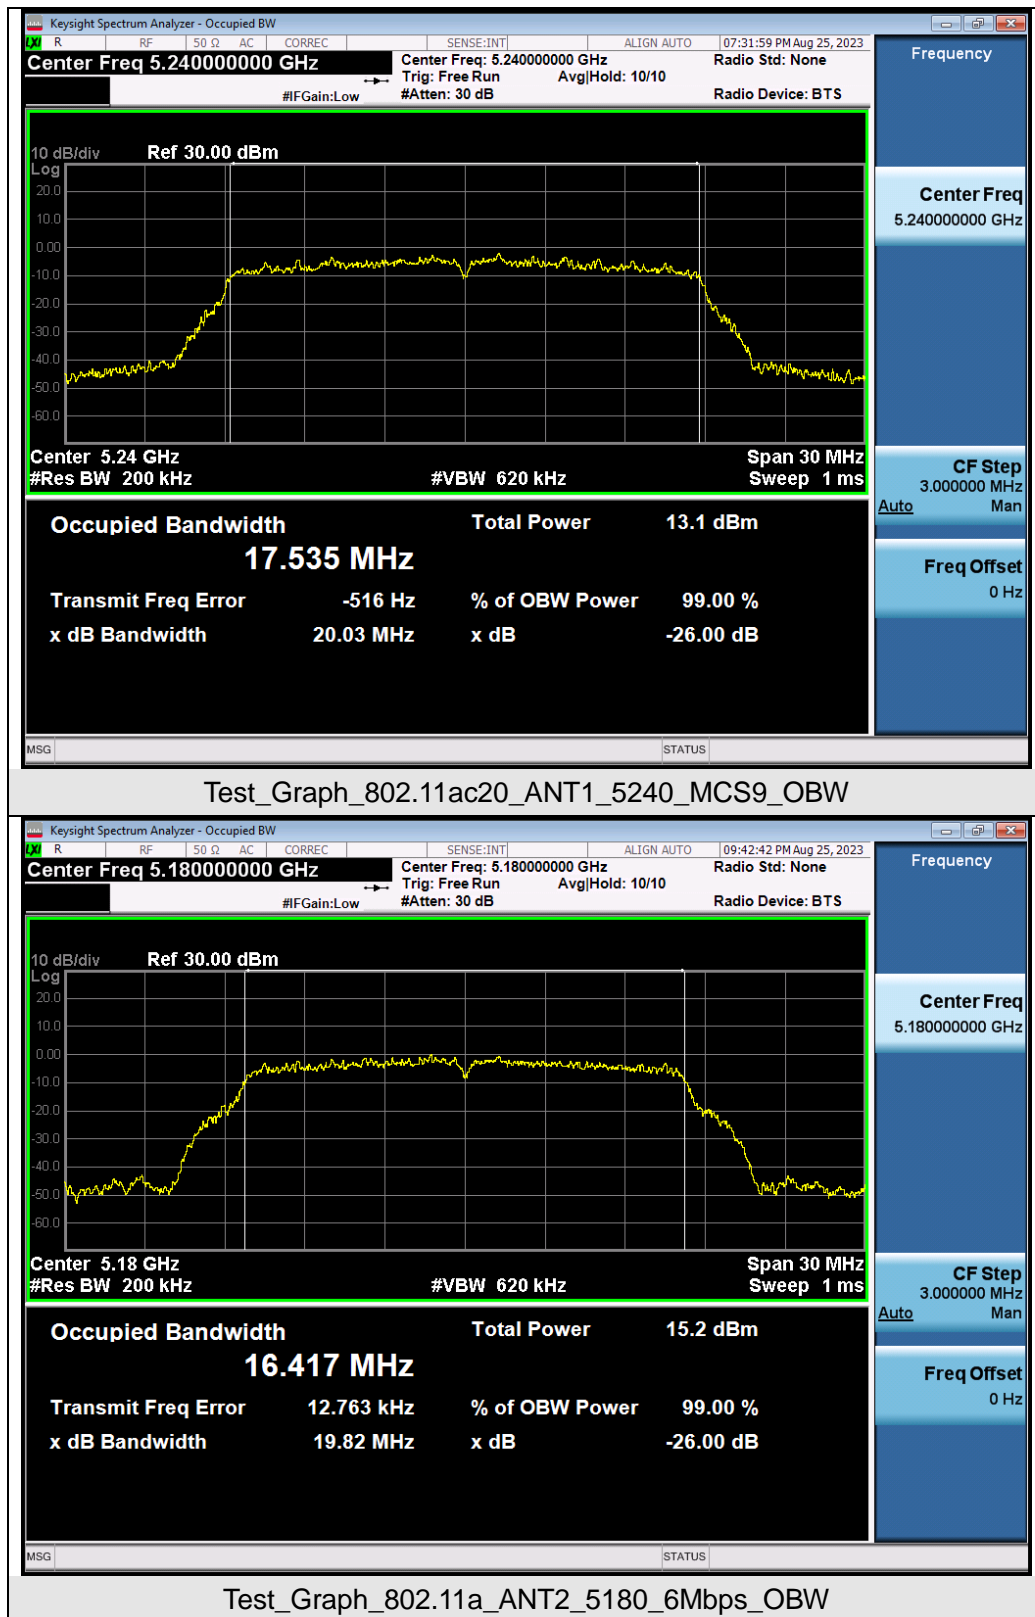 Keysight Spectrum Analyzer - Occupied BW
LXI R RF 50 Ω AC CORREC SENSE:INT ALIGN AUTO 07:31:59 PM Aug 25, 2023
Center Freq 5.240000000 GHz
Center Freq: 5.240000000 GHz
Radio Std: None
Trig: Free Run Avg|Hold: 10/10
#IFGain:Low #Atten: 30 dB Radio Device: BTS
Frequency
10 dB/div Ref 30.00 dBm
Log
20.0
10.0
0.00
-10.0
-20.0
-30.0
-40.0
-50.0
-60.0
Center 5.24 GHz Span 30 MHz
#Res BW 200 kHz #VBW 620 kHz Sweep 1 ms
Center Freq
5.240000000 GHz
CF Step
3.000000 MHz
Auto Man
Freq Offset
0 Hz
Occupied Bandwidth Total Power 13.1 dBm
17.535 MHz
Transmit Freq Error -516 Hz % of OBW Power 99.00 %
x dB Bandwidth 20.03 MHz x dB -26.00 dB
MSG STATUS
Test_Graph_802.11ac20_ANT1_5240_MCS9_OBW
Keysight Spectrum Analyzer - Occupied BW
LXI R RF 50 Ω AC CORREC SENSE:INT ALIGN AUTO 09:42:42 PM Aug 25, 2023
Center Freq 5.180000000 GHz
Center Freq: 5.180000000 GHz
Radio Std: None
Trig: Free Run Avg|Hold: 10/10
#IFGain:Low #Atten: 30 dB Radio Device: BTS
Frequency
10 dB/div Ref 30.00 dBm
Log
20.0
10.0
0.00
-10.0
-20.0
-30.0
-40.0
-50.0
-60.0
Center 5.18 GHz Span 30 MHz
#Res BW 200 kHz #VBW 620 kHz Sweep 1 ms
Center Freq
5.180000000 GHz
CF Step
3.000000 MHz
Auto Man
Freq Offset
0 Hz
Occupied Bandwidth Total Power 15.2 dBm
16.417 MHz
Transmit Freq Error 12.763 kHz % of OBW Power 99.00 %
x dB Bandwidth 19.82 MHz x dB -26.00 dB
MSG STATUS
Test_Graph_802.11a_ANT2_5180_6Mbps_OBW